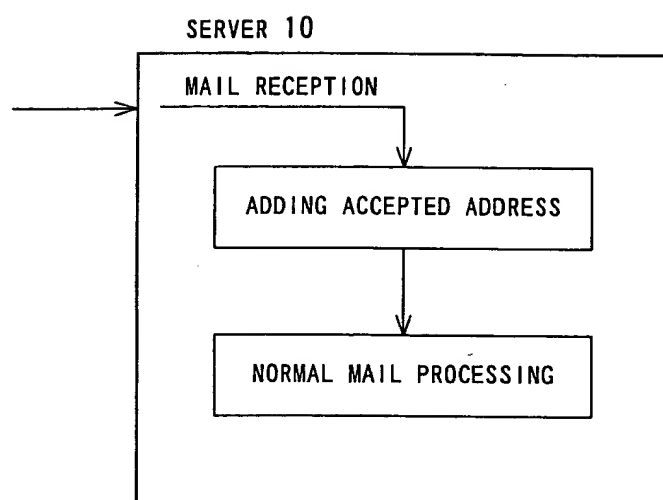 SERVER 10
MAIL RECEPTION
ADDING ACCEPTED ADDRESS
NORMAL MAIL PROCESSING